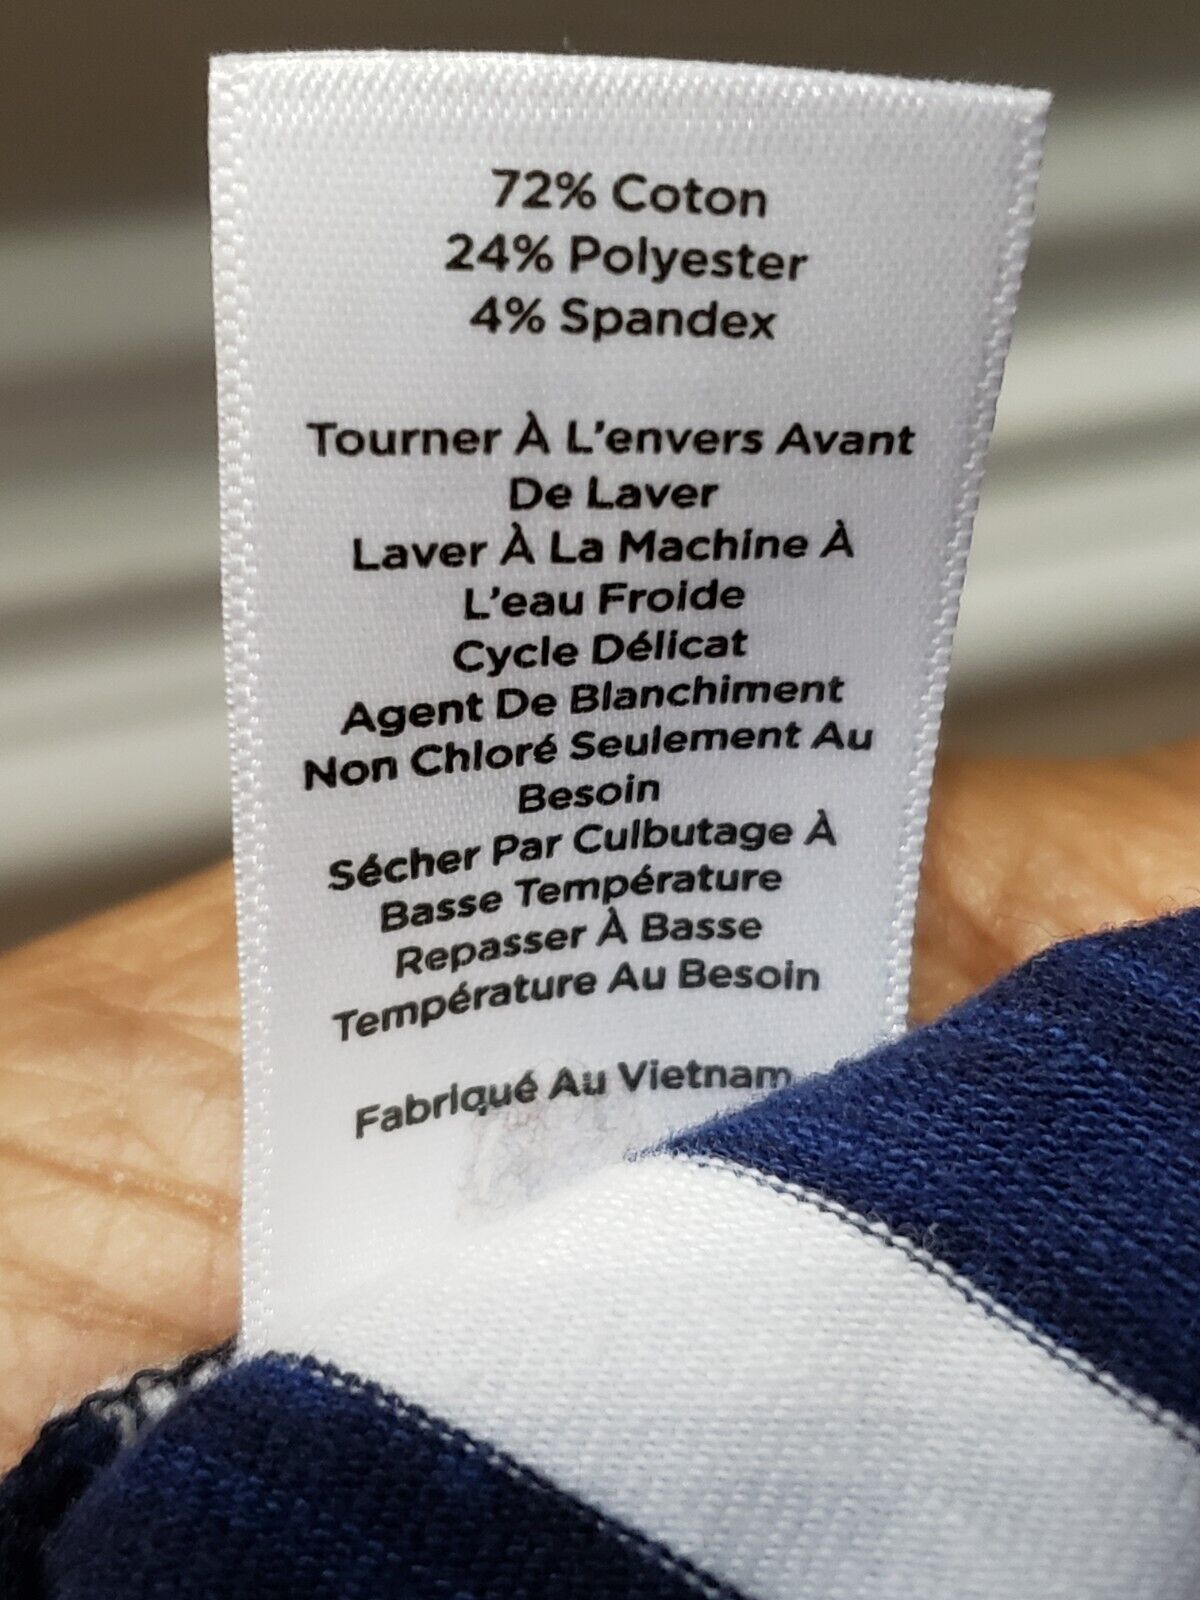 72% Coton
24% Polyester
4% Spandex
Tourner À L'envers Avant
De Laver
Laver À La Machine À
L'eau Froide
Cycle Délicat
Agent De Blanchiment
Non Chloré Seulement Au
Besoin
Sécher Par Culbutage À
Basse Température
Repasser À Basse
Température Au Besoin
Fabriqué Au Vietnam